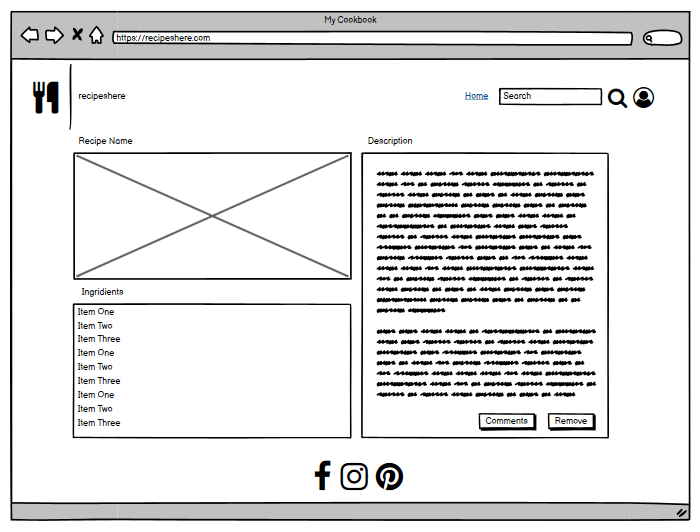 My Cookbook
https://recipeshere.com
recipeshere
Home
Search
Recipe Name
Description
Ingridients
Item One
Item Two
Item Three
Item One
Item Two
Item Three
Item One
Item Two
Item Three
Comments
Remove